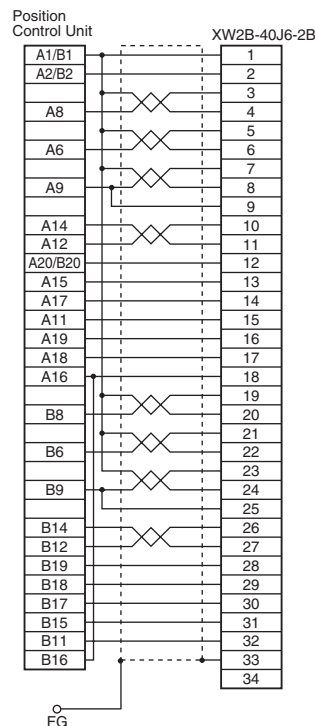 Position
Control Unit
XW2B-40J6-2B
A1/B1 1
A2/B2 2
3
A8 4
5
A6 6
7
A9 8
9
A14 10
A12 11
A20/B20 12
A15 13
A17 14
A11 15
A19 16
A18 17
A16 18
19
B8 20
21
B6 22
23
B9 24
25
B14 26
B12 27
B19 28
B18 29
B17 30
B15 31
B11 32
B16 33
34
FG